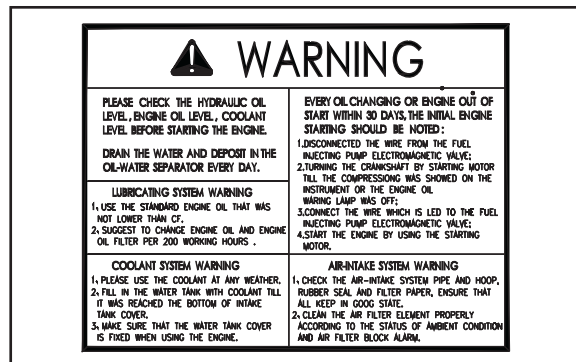 WARNING
PLEASE CHECK THE HYDRAULIC OIL
LEVEL, ENGINE OIL LEVEL, COOLANT
LEVEL BEFORE STARTING THE ENGINE.
DRAIN THE WATER AND DEPOSIT IN THE
OIL-WATER SEPARATOR EVERY DAY.
LUBRICATING SYSTEM WARNING
1、USE THE STANDARD ENGINE OIL THAT WAS
NOT LOWER THAN CF.
2、SUGGEST TO CHANGE ENGINE OIL AND ENGINE
OIL FILTER PER 200 WORKING HOURS .
COOLANT SYSTEM WARNING
1、PLEASE USE THE COOLANT AT ANY WEATHER.
2、FILL IN THE WATER TANK WITH COOLANT TILL
IT WAS REACHED THE BOTTOM OF INTAKE
TANK COVER.
3、MAKE SURE THAT THE WATER TANK COVER
IS FIXED WHEN USING THE ENGINE.
EVERY OIL CHANGING OR ENGINE OUT OF
START WITHIN 30 DAYS, THE INITIAL ENGINE
STARTING SHOULD BE NOTED :
1.DISCONNECTED THE WIRE FROM THE FUEL
INJECTING PUMP ELECTROMAGNETIC VALVE;
2.TURNING THE CRANKSHAFT BY STARTING MOTOR
TILL THE COMPRESSIONG WAS SHOWED ON THE
INSTRUMENT OR THE ENGINE OIL
WARING LAMP WAS OFF;
3.CONNECT THE WIRE WHICH IS LED TO THE FUEL
INJECTING PUMP ELECTROMAGNETIC VALVE;
4.START THE ENGINE BY USING THE STARTING
MOTOR.
AIR-INTAKE SYSTEM WARNING
1、CHECK THE AIR-INTAKE SYSTEM PIPE AND HOOP,
RUBBER SEAL AND FILTER PAPER, ENSURE THAT
ALL KEEP IN GOOG STATE.
2、CLEAN THE AIR FILTER ELEMENT PROPERLY
ACCORDING TO THE STATUS OF AMBIENT CONDITION
AND AIR FILTER BLOCK ALARM.